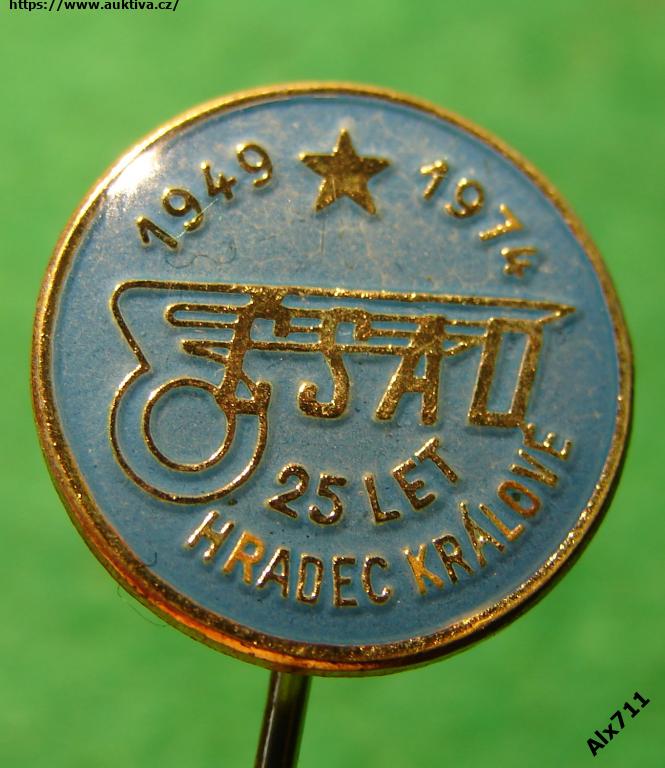 https://www.auktiva.cz/
1949 1974
ČSAD
25 LET
HRADEC KRÁLOVÉ
Alx711